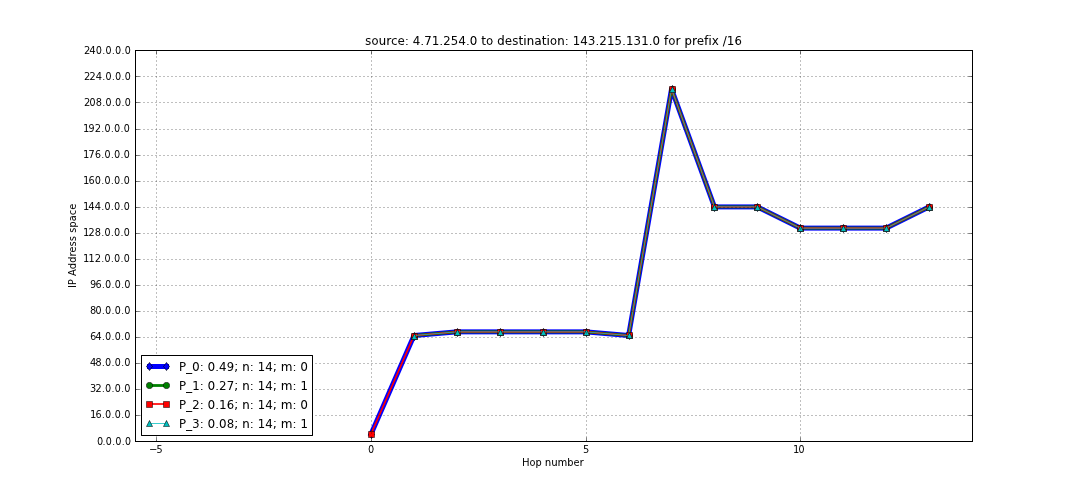 source: 4.71.254.0 to destination: 143.215.131.0 for prefix /16
240.0.0.0
224.0.0.0
208.0.0.0
192.0.0.0
176.0.0.0
160.0.0.0
144.0.0.0
128.0.0.0
112.0.0.0
96.0.0.0
80.0.0.0
64.0.0.0
48.0.0.0
32.0.0.0
16.0.0.0
0.0.0.0
IP Address space
P_0: 0.49; n: 14; m: 0
P_1: 0.27; n: 14; m: 1
P_2: 0.16; n: 14; m: 0
P_3: 0.08; n: 14; m: 1
−5 0 5 10
Hop number